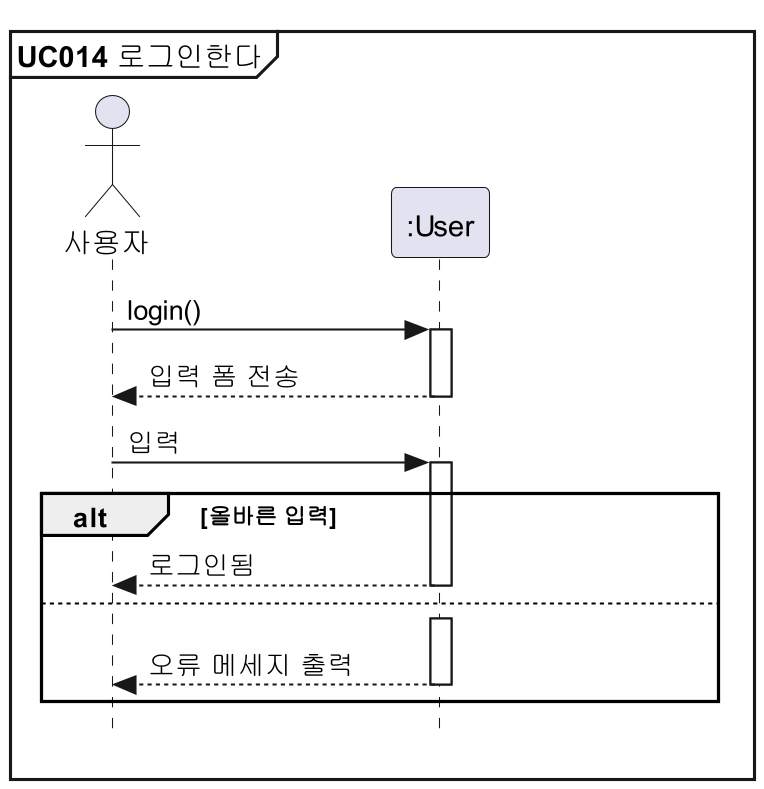 UC014 로그인한다
사용자
:User
login()
입력 폼 전송
입력
alt [올바른 입력]
로그인됨
오류 메세지 출력